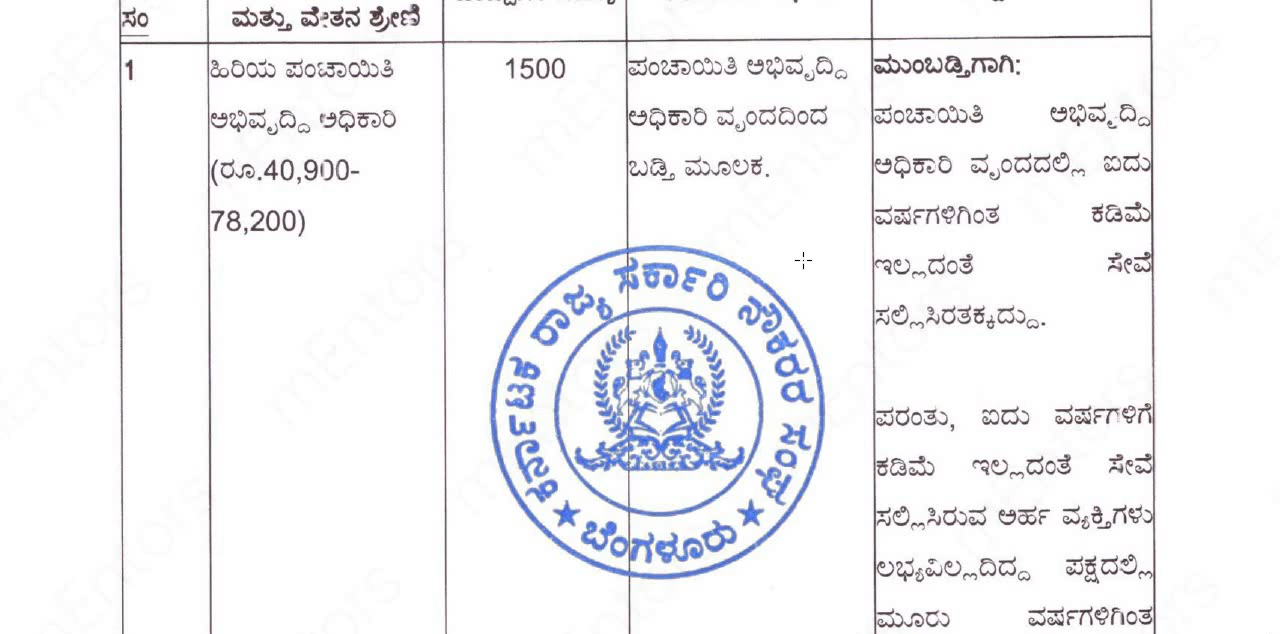 ಸಂ
ಮತ್ತು ವೇತನ ಶ್ರೇಣಿ
1
ಹಿರಿಯ ಪಂಚಾಯಿತಿ
ಅಭಿವೃದ್ಧಿ ಅಧಿಕಾರಿ
(ರೂ.40,900-
78,200)
1500
ಪಂಚಾಯಿತಿ ಅಭಿವೃದ್ಧಿ
ಅಧಿಕಾರಿ ವೃಂದದಿಂದ
ಬಡ್ತಿ ಮೂಲಕ.
ಮುಂಬಡ್ತಿಗಾಗಿ:
ಪಂಚಾಯಿತಿ ಅಭಿವೃದ್ಧಿ
ಅಧಿಕಾರಿ ವೃಂದದಲ್ಲಿ ಐದು
ವರ್ಷಗಳಿಗಿಂತ ಕಡಿಮೆ
ಇಲ್ಲದಂತೆ ಸೇವೆ
ಸಲ್ಲಿಸಿರತಕ್ಕದ್ದು.
ಪರಂತು, ಐದು ವರ್ಷಗಳಿಗೆ
ಕಡಿಮೆ ಇಲ್ಲದಂತೆ ಸೇವೆ
ಸಲ್ಲಿಸಿರುವ ಅರ್ಹ ವ್ಯಕ್ತಿಗಳು
ಲಭ್ಯವಿಲ್ಲದಿದ್ದ ಪಕ್ಷದಲ್ಲಿ
ಮೂರು ವರ್ಷಗಳಿಗಿಂತ
ಕರ್ನಾಟಕ ರಾಜ್ಯ ಸರ್ಕಾರಿ ನೌಕರರ ಸಂಘ
ಬೆಂಗಳೂರು
mEntors